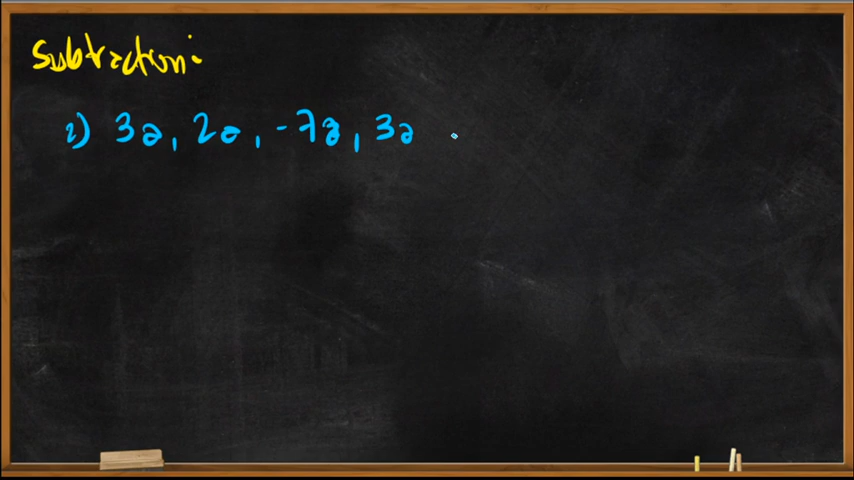 Subtraction:
1) 3a, 2a, -7a, 3a